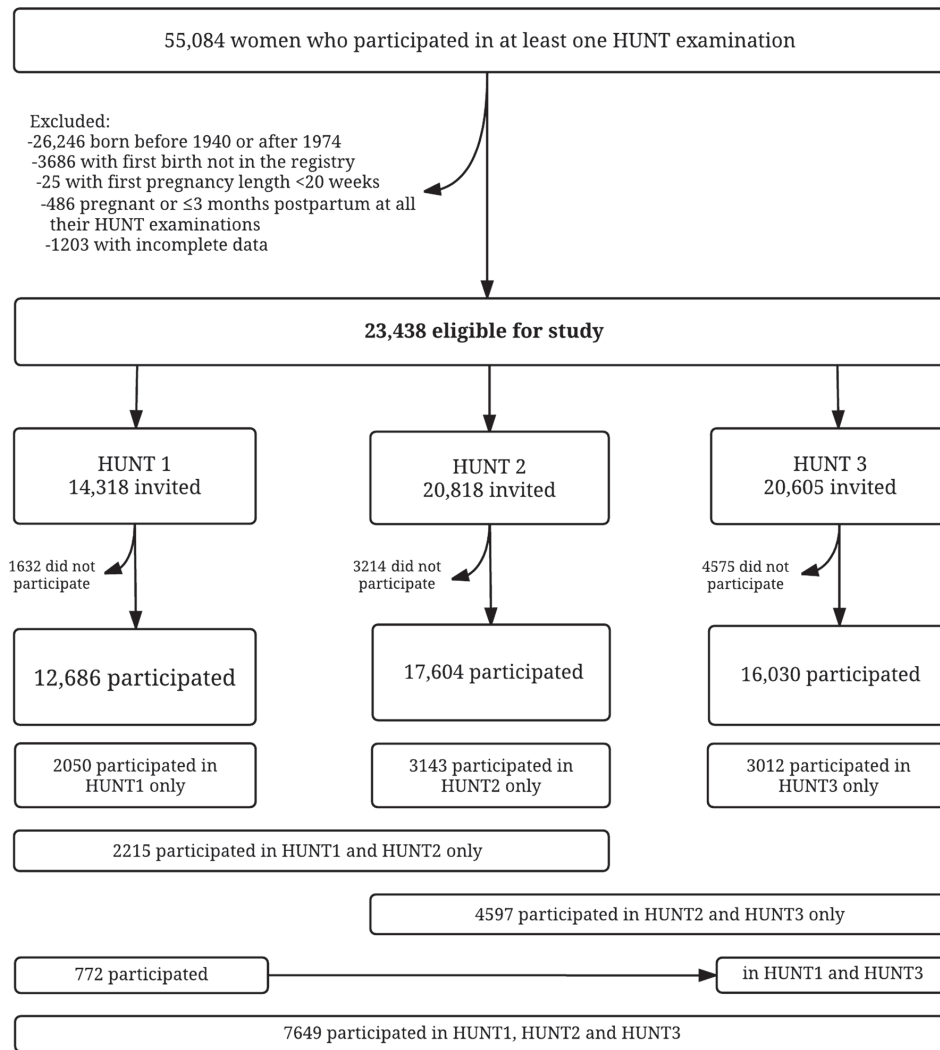 55,084 women who participated in at least one HUNT examination
Excluded:
-26,246 born before 1940 or after 1974
-3686 with first birth not in the registry
-25 with first pregnancy length <20 weeks
-486 pregnant or ≤3 months postpartum at all
their HUNT examinations
-1203 with incomplete data
23,438 eligible for study
HUNT 1
14,318 invited
HUNT 2
20,818 invited
HUNT 3
20,605 invited
1632 did not
participate
3214 did not
participate
4575 did not
participate
12,686 participated
17,604 participated
16,030 participated
2050 participated in
HUNT1 only
3143 participated in
HUNT2 only
3012 participated in
HUNT3 only
2215 participated in HUNT1 and HUNT2 only
4597 participated in HUNT2 and HUNT3 only
772 participated
in HUNT1 and HUNT3
7649 participated in HUNT1, HUNT2 and HUNT3